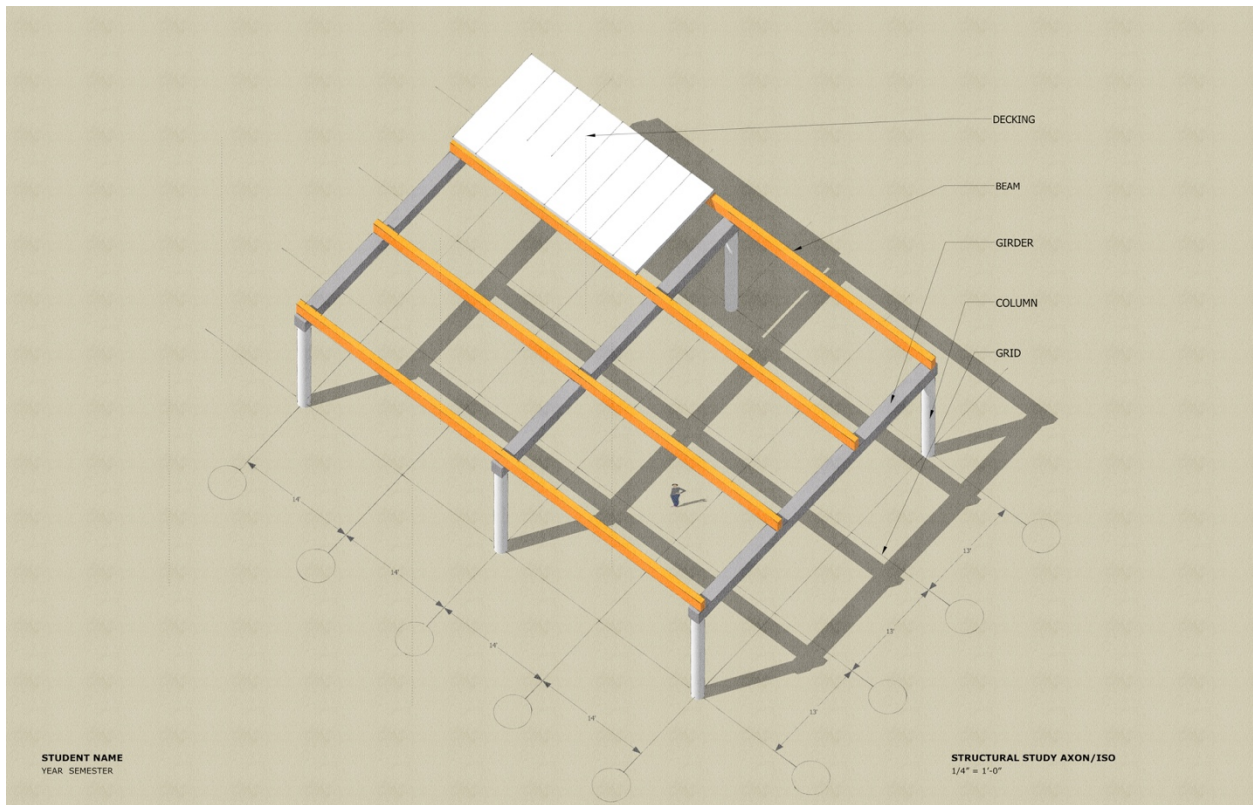 DECKING
BEAM
GIRDER
COLUMN
GRID
14'
14'
14'
14'
13'
13'
13'
STUDENT NAME
YEAR SEMESTER
STRUCTURAL STUDY AXON/ISO
1/4" = 1'-0"